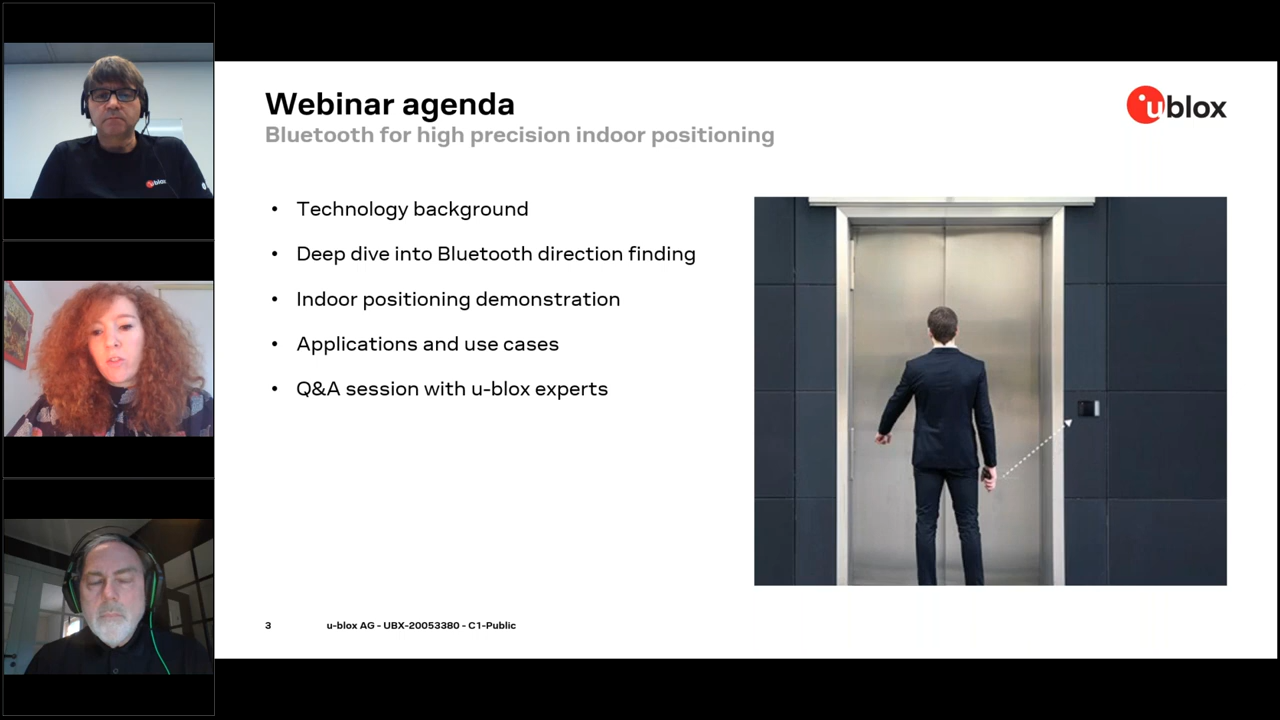 Webinar agenda
Bluetooth for high precision indoor positioning
ublox
• Technology background
• Deep dive into Bluetooth direction finding
• Indoor positioning demonstration
• Applications and use cases
• Q&A session with u-blox experts
3 u-blox AG - UBX-20053380 - C1-Public
ublox